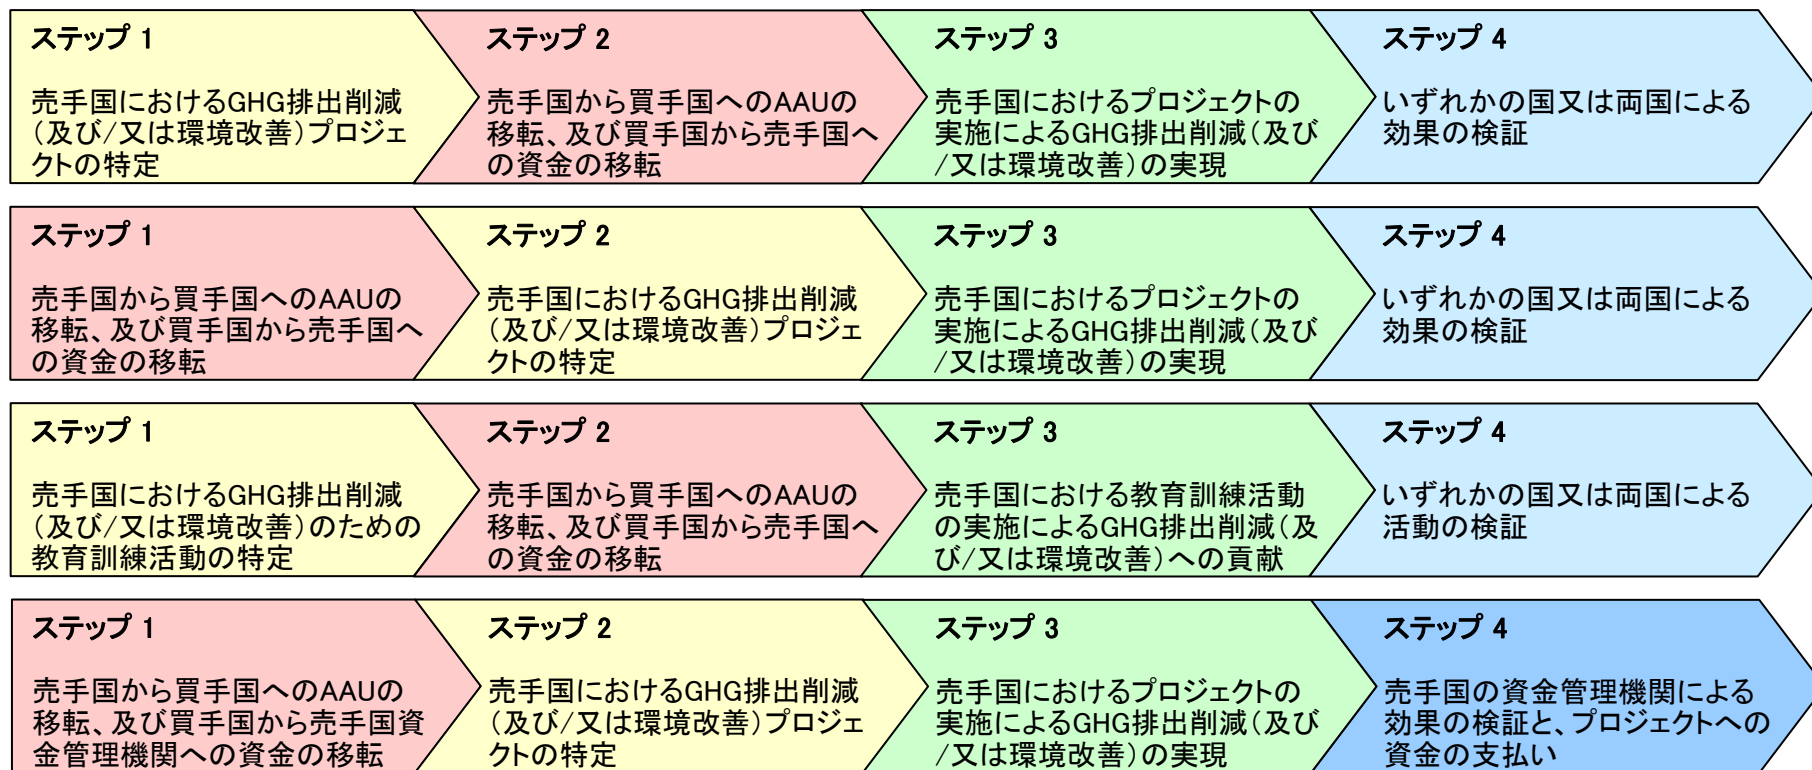 ステップ 1
売手国におけるGHG排出削減
（及び/又は環境改善）プロジェ
クトの特定
ステップ 2
売手国から買手国へのAAUの
移転、及び買手国から売手国へ
の資金の移転
ステップ 3
売手国におけるプロジェクトの
実施によるGHG排出削減（及び
/又は環境改善）の実現
ステップ 4
いずれかの国又は両国による
効果の検証
ステップ 1
売手国から買手国へのAAUの
移転、及び買手国から売手国へ
の資金の移転
ステップ 2
売手国におけるGHG排出削減
（及び/又は環境改善）プロジェ
クトの特定
ステップ 3
売手国におけるプロジェクトの
実施によるGHG排出削減（及び
/又は環境改善）の実現
ステップ 4
いずれかの国又は両国による
効果の検証
ステップ 1
売手国におけるGHG排出削減
（及び/又は環境改善）のための
教育訓練活動の特定
ステップ 2
売手国から買手国へのAAUの
移転、及び買手国から売手国へ
の資金の移転
ステップ 3
売手国における教育訓練活動
の実施によるGHG排出削減（及
び/又は環境改善）への貢献
ステップ 4
いずれかの国又は両国による
活動の検証
ステップ 1
売手国から買手国へのAAUの
移転、及び買手国から売手国資
金管理機関への資金の移転
ステップ 2
売手国におけるGHG排出削減
（及び/又は環境改善）プロジェ
クトの特定
ステップ 3
売手国におけるプロジェクトの
実施によるGHG排出削減（及び
/又は環境改善）の実現
ステップ 4
売手国の資金管理機関による
効果の検証と、プロジェクトへの
資金の支払い